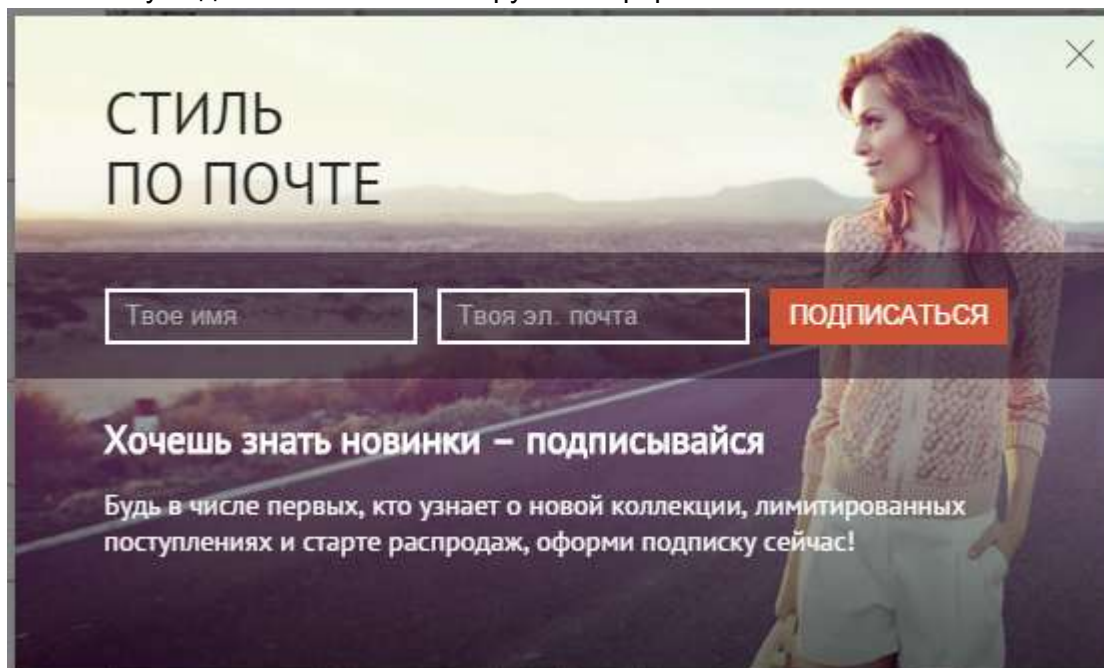 СТИЛЬ
ПО ПОЧТЕ
Твое имя
Твоя эл. почта
ПОДПИСАТЬСЯ
Хочешь знать новинки – подписывайся
Будь в числе первых, кто узнает о новой коллекции, лимитированных
поступлениях и старте распродаж, оформи подписку сейчас!